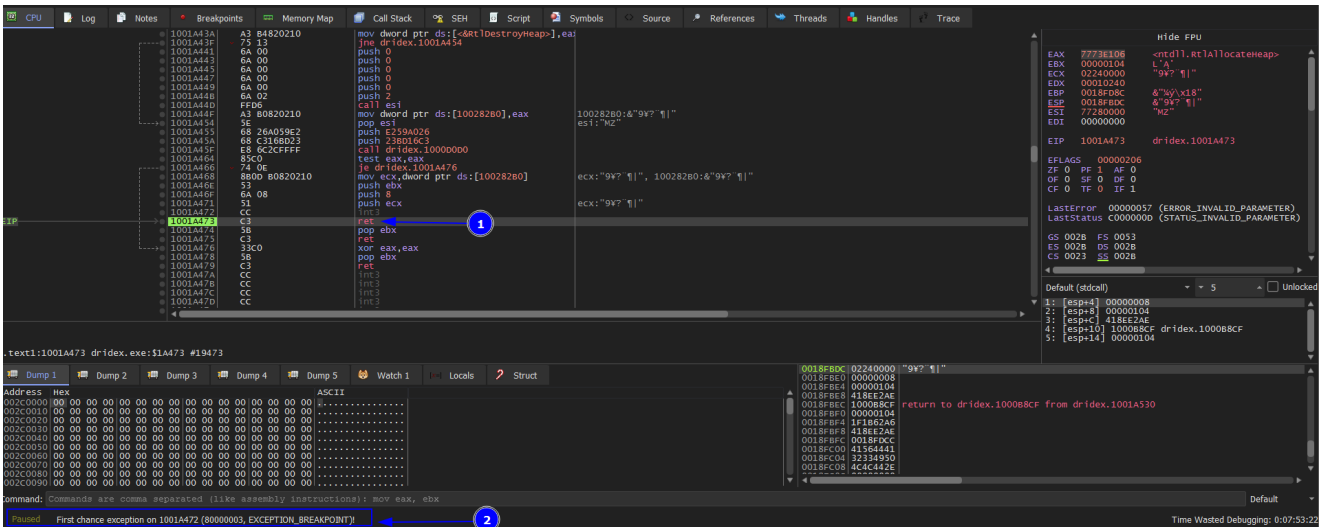 CPU Log Notes Breakpoints Memory Map Call Stack SEH Script Symbols Source References Threads Handles Trace
1001A43A A3 B4820210 mov dword ptr ds:[<&RtlDestroyHeap>],eax
1001A43F 75 13 jne dridex.1001A454
1001A441 6A 00 push 0
1001A443 6A 00 push 0
1001A445 6A 00 push 0
1001A447 6A 00 push 0
1001A449 6A 00 push 0
1001A44B 6A 02 push 2
1001A44D FFD6 call esi
1001A44F A3 B0820210 mov dword ptr ds:[100282B0],eax 100282B0:&"9¥?¨¶|"
1001A454 5E pop esi esi:"MZ"
1001A455 68 26A059E2 push E259A026
1001A45A 68 C316BD23 push 23BD16C3
1001A45F E8 6C2CFFFF call dridex.1000D0D0
1001A464 85C0 test eax,eax
1001A466 74 0E je dridex.1001A476
1001A468 8B0D B0820210 mov ecx,dword ptr ds:[100282B0] ecx:"9¥?¨¶|", 100282B0:&"9¥?¨¶|"
1001A46E 53 push ebx
1001A46F 6A 08 push 8
1001A471 51 push ecx ecx:"9¥?¨¶|"
1001A472 CC int3
EIP 1001A473 C3 ret 1
1001A474 5B pop ebx
1001A475 C3 ret
1001A476 33C0 xor eax,eax
1001A478 5B pop ebx
1001A479 C3 ret
1001A47A CC int3
1001A47B CC int3
1001A47C CC int3
1001A47D CC int3
.text1:1001A473 dridex.exe:$1A473 #19473
Hide FPU
EAX 7773E106 <ntdll.RtlAllocateHeap>
EBX 00000104 L'Ą'
ECX 02240000 "9¥?¨¶|"
EDX 00010240
EBP 0018FD8C &"¼ý\x18"
ESP 0018FBDC &"9¥?¨¶|"
ESI 77280000 "MZ"
EDI 00000000
EIP 1001A473 dridex.1001A473
EFLAGS 00000206
ZF 0 PF 1 AF 0
OF 0 SF 0 DF 0
CF 0 TF 0 IF 1
LastError 00000057 (ERROR_INVALID_PARAMETER)
LastStatus C000000D (STATUS_INVALID_PARAMETER)
GS 002B FS 0053
ES 002B DS 002B
CS 0023 SS 002B
Default (stdcall) 5 Unlocked
1: [esp+4] 00000008
2: [esp+8] 00000104
3: [esp+C] 418EE2AE
4: [esp+10] 1000B8CF dridex.1000B8CF
5: [esp+14] 00000104
Dump 1 Dump 2 Dump 3 Dump 4 Dump 5 Watch 1 Locals Struct
Address Hex ASCII
002C0000 00 00 00 00 00 00 00 00 00 00 00 00 00 00 00 00 ................
002C0010 00 00 00 00 00 00 00 00 00 00 00 00 00 00 00 00 ................
002C0020 00 00 00 00 00 00 00 00 00 00 00 00 00 00 00 00 ................
002C0030 00 00 00 00 00 00 00 00 00 00 00 00 00 00 00 00 ................
002C0040 00 00 00 00 00 00 00 00 00 00 00 00 00 00 00 00 ................
002C0050 00 00 00 00 00 00 00 00 00 00 00 00 00 00 00 00 ................
002C0060 00 00 00 00 00 00 00 00 00 00 00 00 00 00 00 00 ................
002C0070 00 00 00 00 00 00 00 00 00 00 00 00 00 00 00 00 ................
002C0080 00 00 00 00 00 00 00 00 00 00 00 00 00 00 00 00 ................
002C0090 00 00 00 00 00 00 00 00 00 00 00 00 00 00 00 00 ................
0018FBDC 02240000 "9¥?¨¶|"
0018FBE0 00000008
0018FBE4 00000104
0018FBE8 418EE2AE
0018FBEC 1000B8CF return to dridex.1000B8CF from dridex.1001A530
0018FBF0 00000104
0018FBF4 1F1B62A6
0018FBF8 418EE2AE
0018FBFC 0018FDCC
0018FC00 41564441
0018FC04 32334950
0018FC08 4C4C442E
Command: Commands are comma separated (like assembly instructions): mov eax, ebx Default
Paused First chance exception on 1001A472 (80000003, EXCEPTION_BREAKPOINT)! 2 Time Wasted Debugging: 0:07:53:22